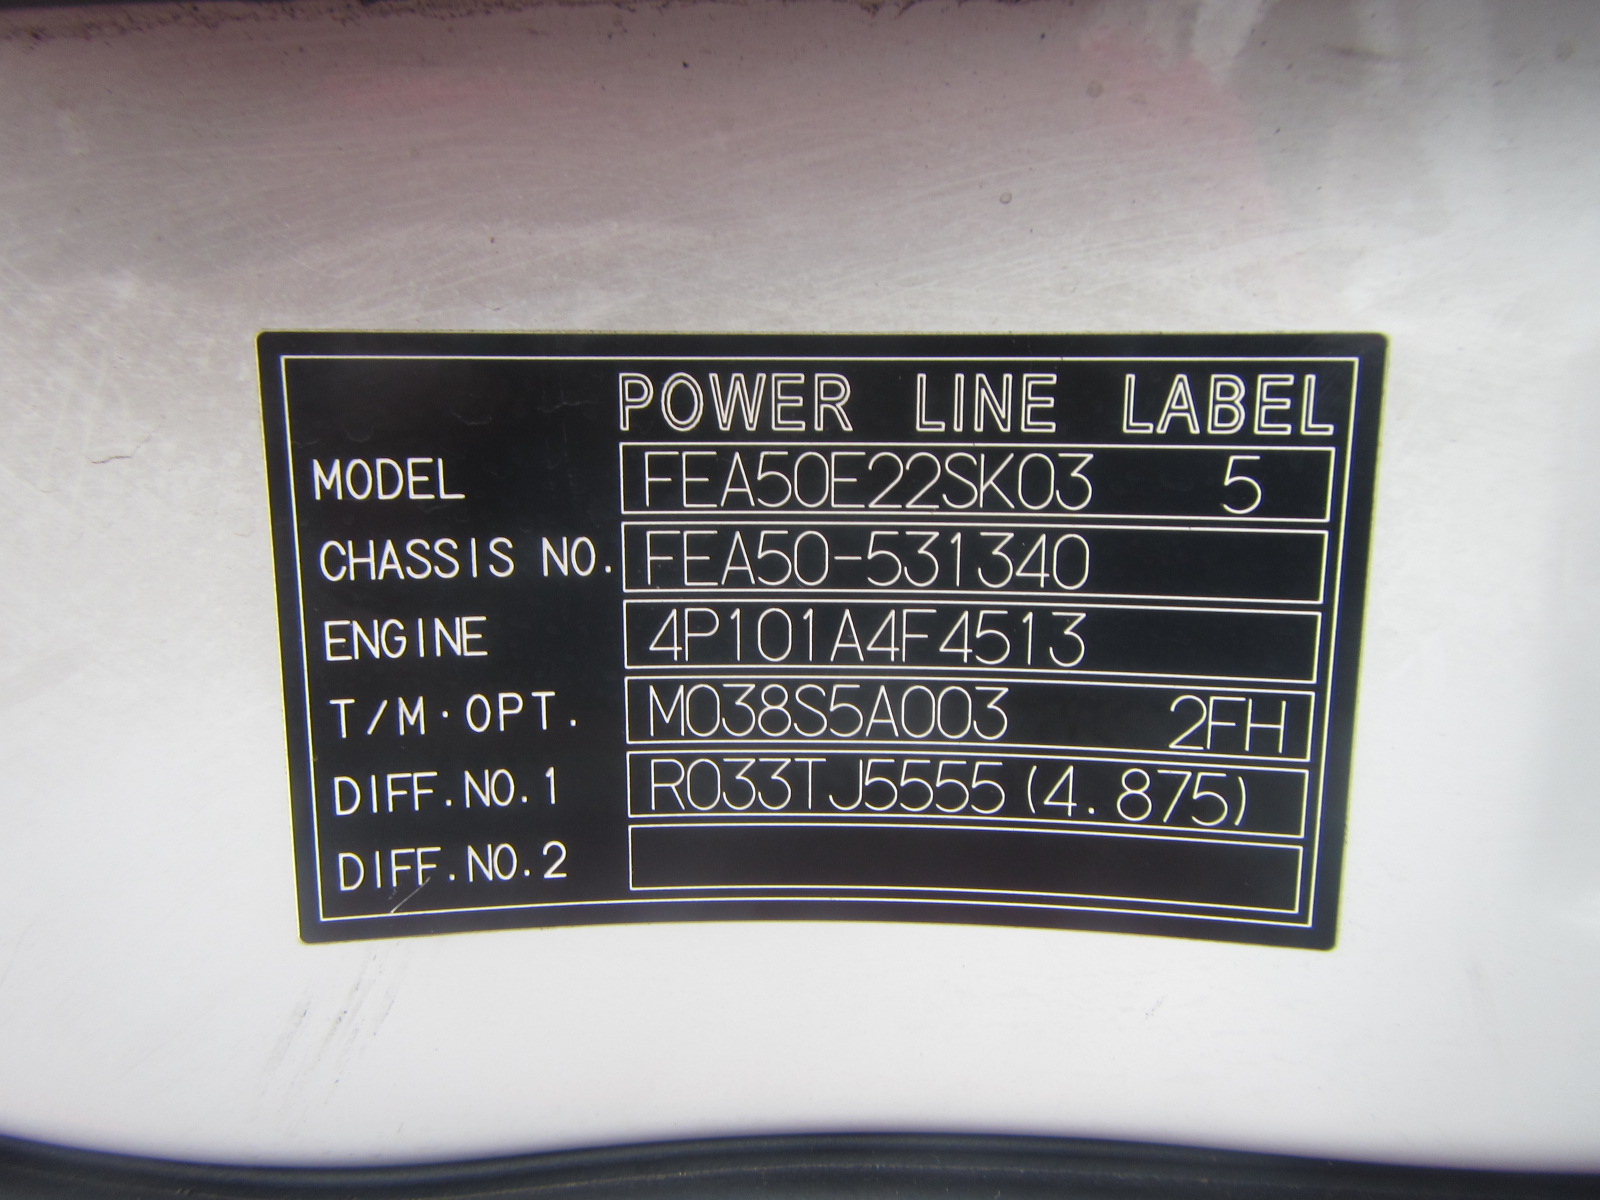 POWER LINE LABEL
MODEL FEA50E22SK03 5
CHASSIS NO. FEA50-531340
ENGINE 4P101A4F4513
T/M·OPT. M038S5A003 2FH
DIFF.NO.1 R033TJ5555(4.875)
DIFF.NO.2